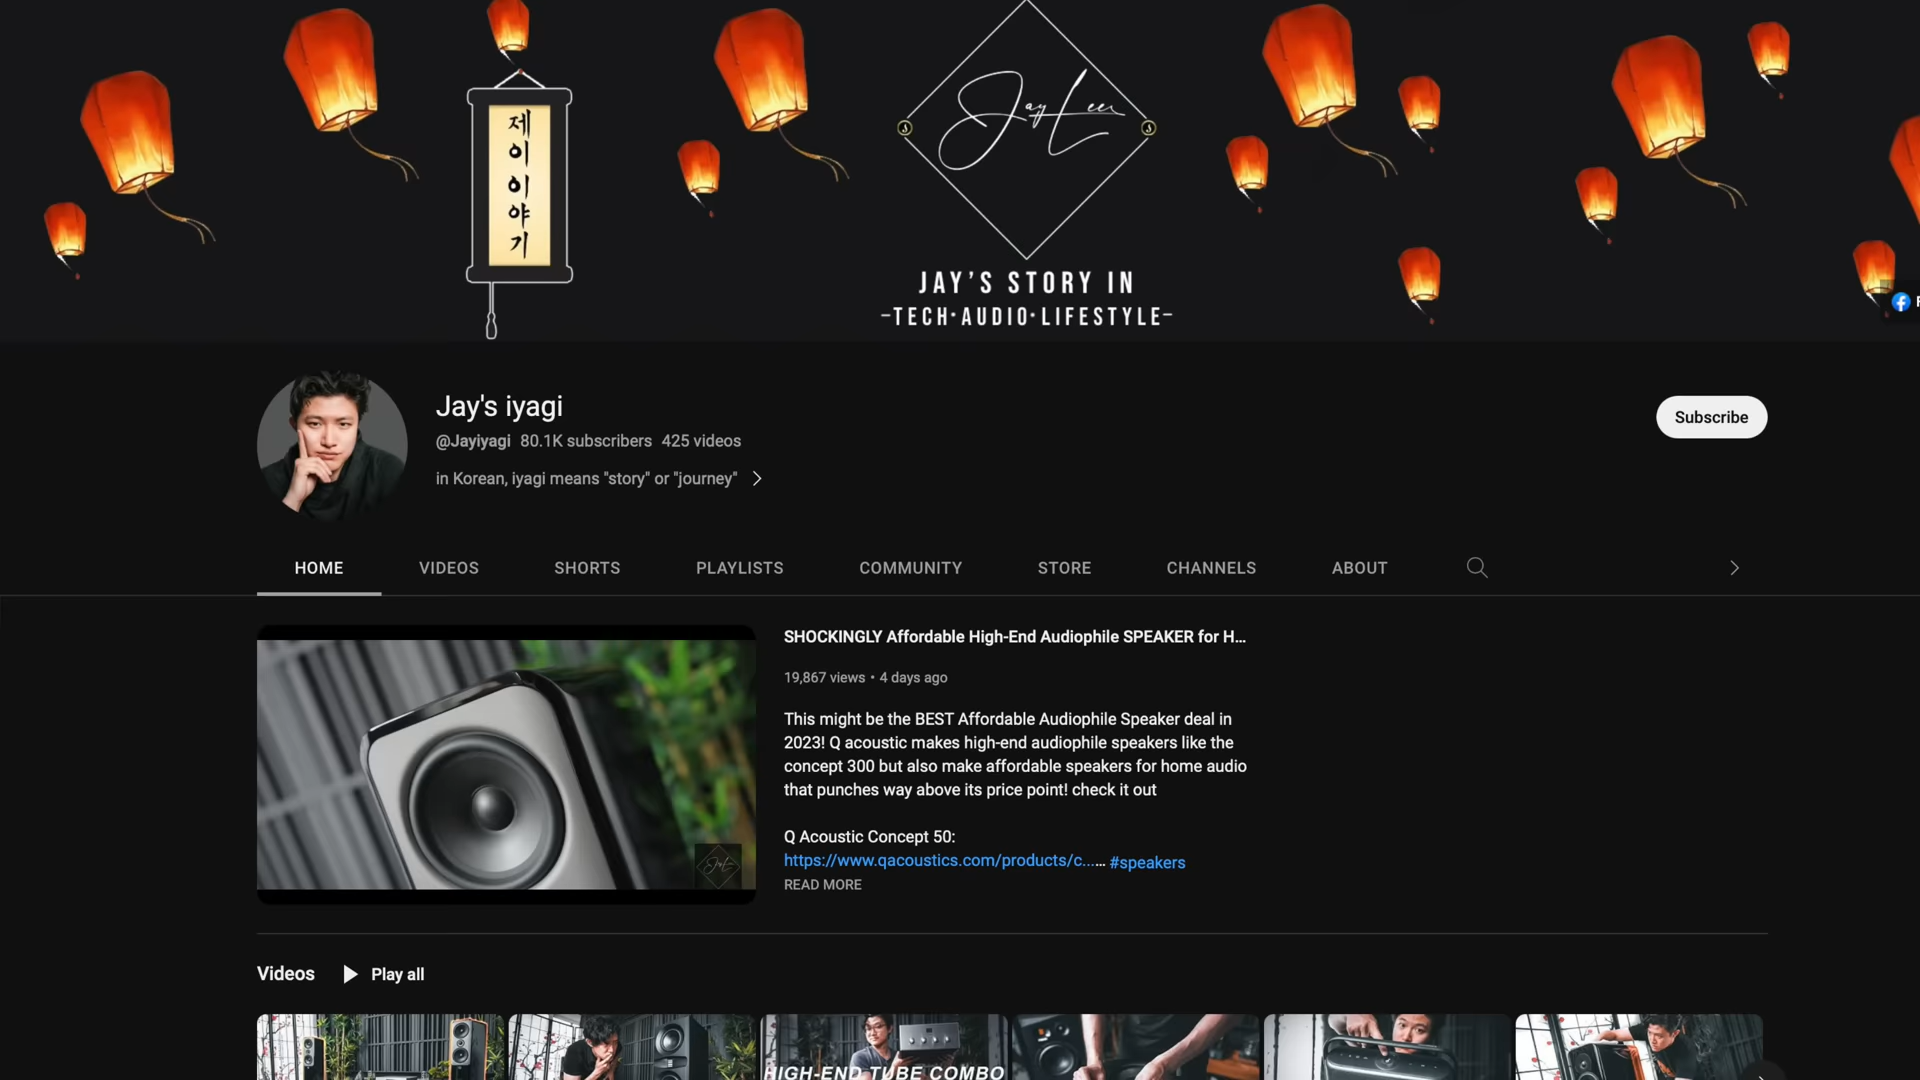 제이이야기
Jay Lee
JAY'S STORY IN
-TECH·AUDIO·LIFESTYLE-
Jay's iyagi
@Jayiyagi 80.1K subscribers 425 videos
in Korean, iyagi means "story" or "journey"
Subscribe
HOME VIDEOS SHORTS PLAYLISTS COMMUNITY STORE CHANNELS ABOUT
SHOCKINGLY Affordable High-End Audiophile SPEAKER for H...
19,867 views • 4 days ago
This might be the BEST Affordable Audiophile Speaker deal in
2023! Q acoustic makes high-end audiophile speakers like the
concept 300 but also make affordable speakers for home audio
that punches way above its price point! check it out
Q Acoustic Concept 50:
https://www.qacoustics.com/products/c...... #speakers
READ MORE
Videos Play all
HIGH-END TUBE COMBO